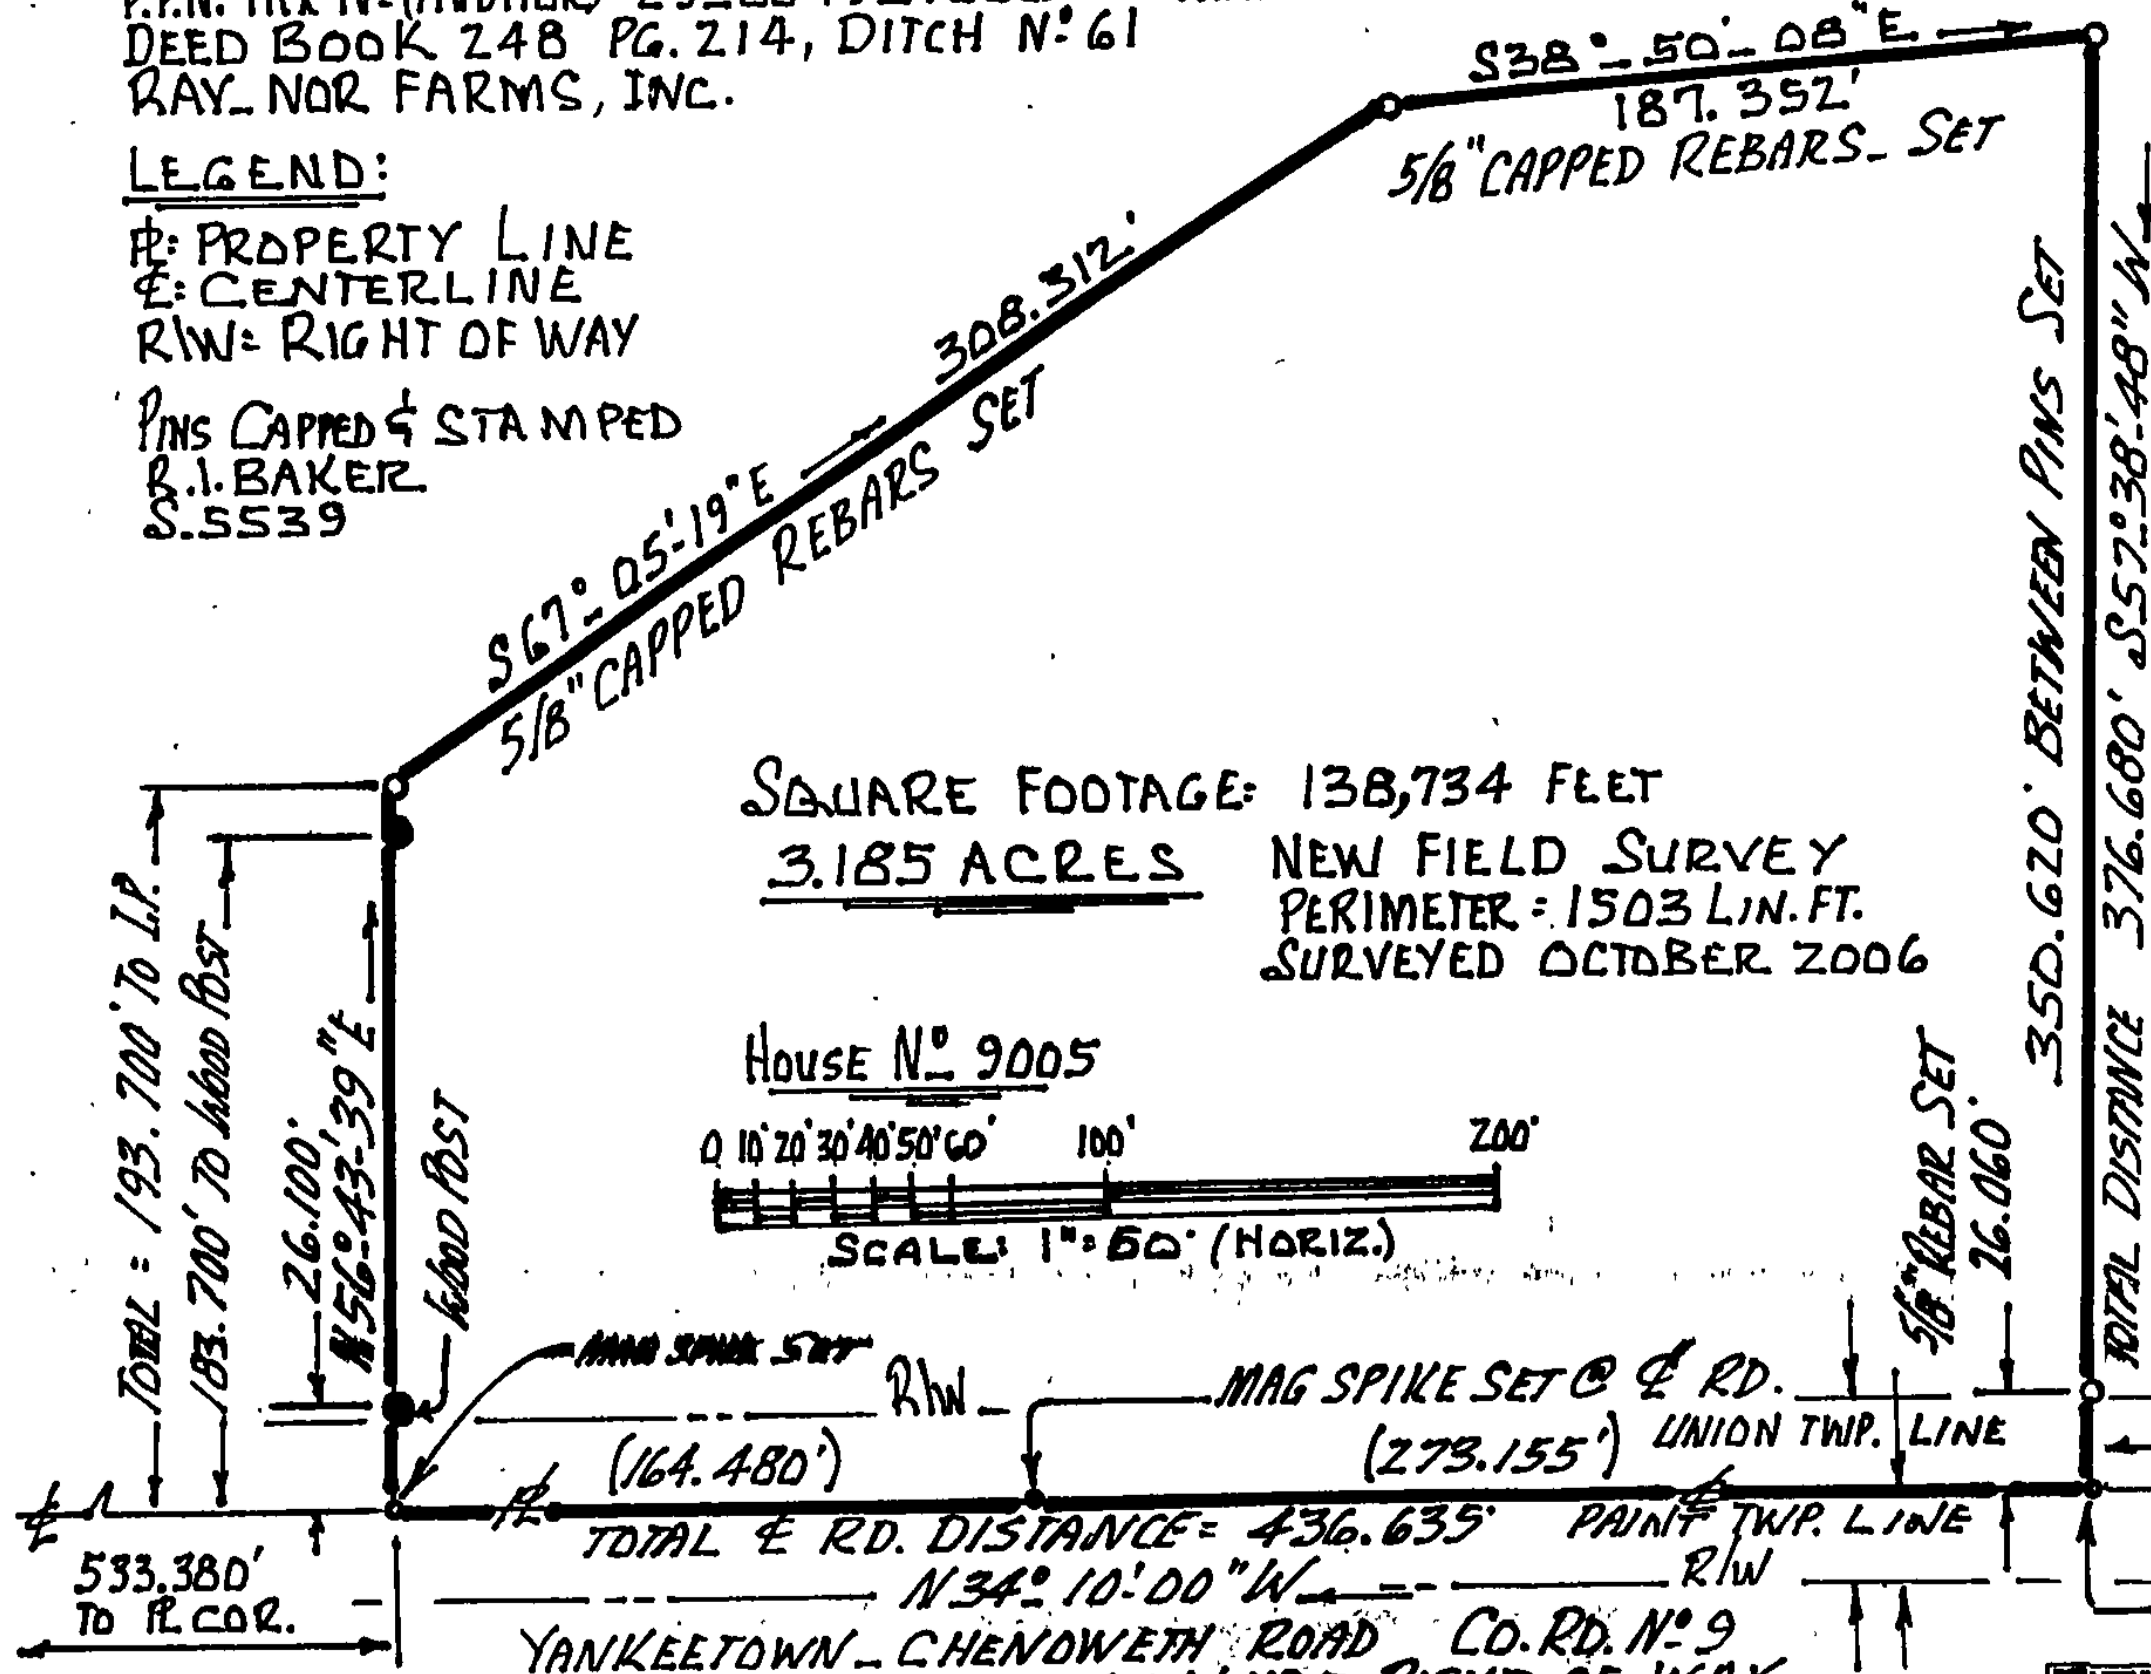 DEED BOOK 248 PG. 214, DITCH Nº 61
RAY-NOR FARMS, INC.
LEGEND:
PL: PROPERTY LINE
℄: CENTERLINE
R\W= RIGHT OF WAY
PINS CAPPED & STAMPED
R.I. BAKER
S-5539
S38°-50'-08"E
187.352'
5/8" CAPPED REBARS- SET
308.312'
S67°-05'-19"E
5/8" CAPPED REBARS SET
350.620' BETWEEN PINS SET
TOTAL DISTANCE 376.680' S57°-38'-48" W
SQUARE FOOTAGE: 138,734 FEET
3.185 ACRES
NEW FIELD SURVEY
PERIMETER = 1503 LIN. FT.
SURVEYED OCTOBER 2006
HOUSE Nº 9005
0 10' 20' 30' 40' 50' 60' 100' 200'
SCALE: 1"= 60' (HORIZ.)
TOTAL = 193.700' TO I.P.
183.700' TO WOOD POST
26.100'
N56°-43'-39"E
WOOD POST
5/8" REBAR SET
26.060'
SET
R/W
MAG SPIKE SET @ ℄ RD.
(164.480')
(273.155')
UNION TWP. LINE
℄
PL
℄
TOTAL ℄ RD. DISTANCE= 436.635'
PAINT TWP. LINE
533.380'
TO PL COR.
N34°-10'-00"W
R/W
YANKEETOWN-CHENOWETH ROAD CO. RD. Nº 9